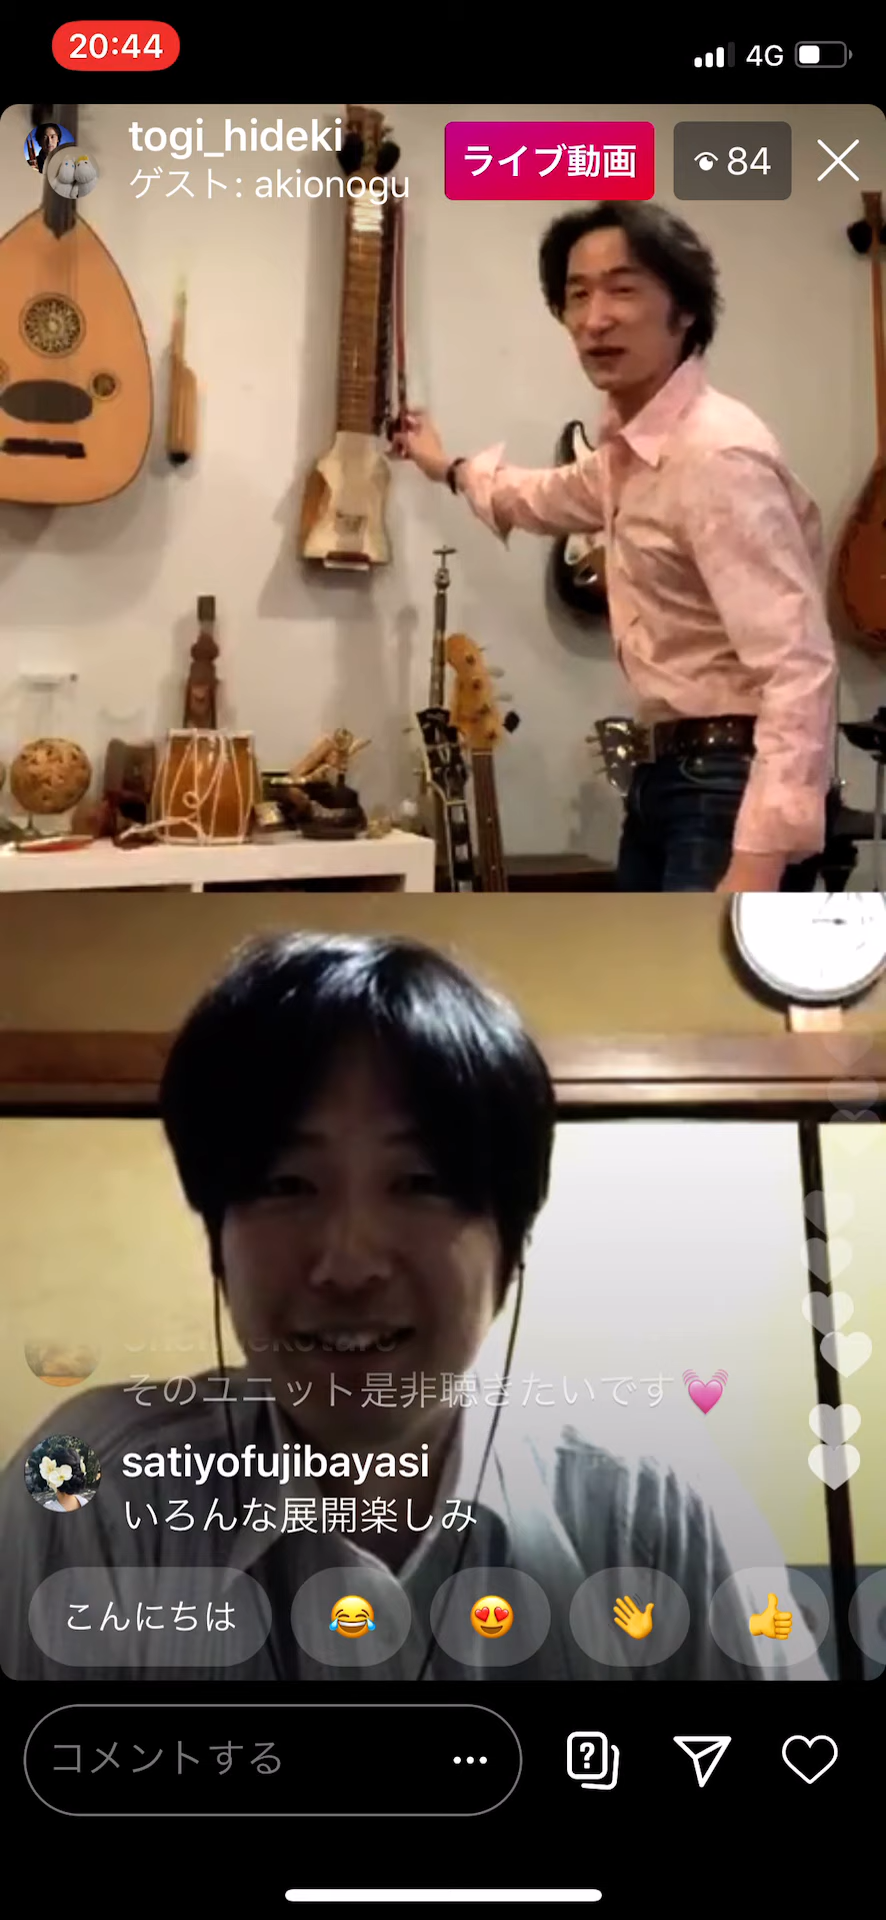 20:44
4G
togi_hideki
ゲスト: akionogu
ライブ動画
84
そのユニット是非聴きたいです💓
satiyofujibayasi
いろんな展開楽しみ
こんにちは
😂 😍 👋 👍
コメントする